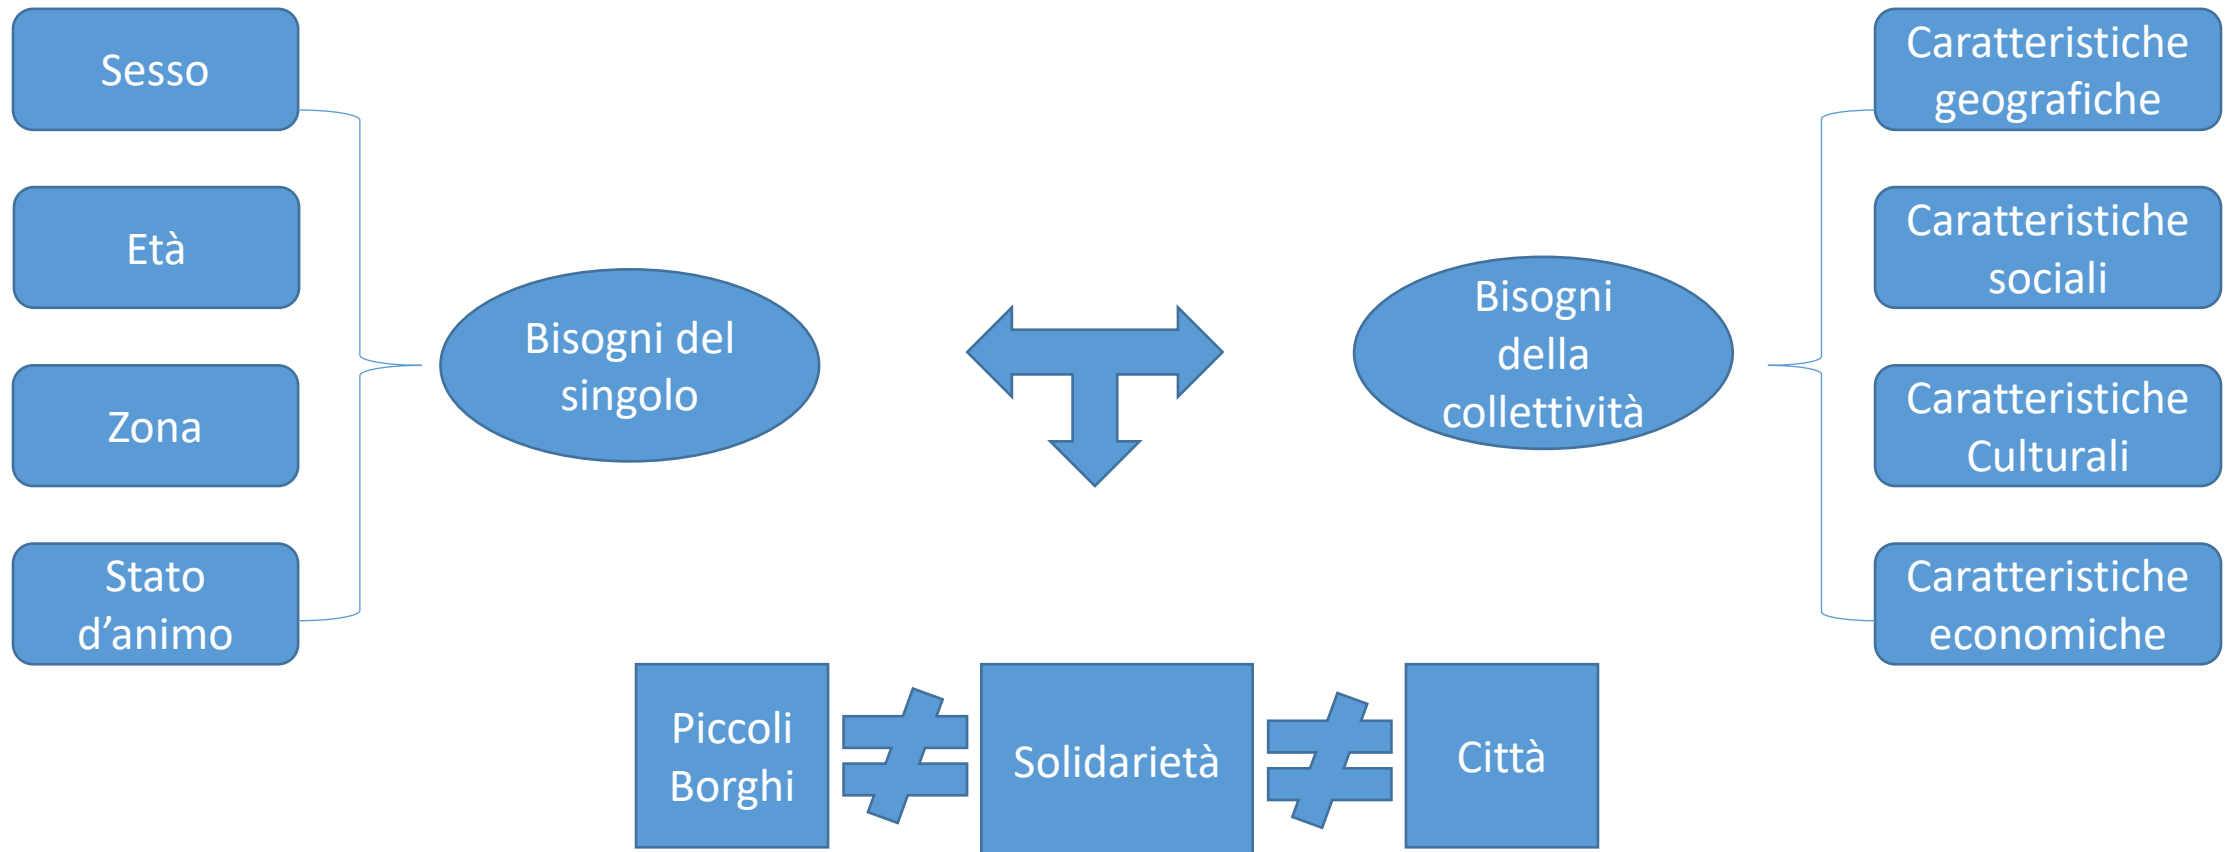 Sesso
Età
Zona
Stato
d’animo
Bisogni del
singolo
Bisogni
della
collettività
Caratteristiche
geografiche
Caratteristiche
sociali
Caratteristiche
Culturali
Caratteristiche
economiche
Piccoli
Borghi
Solidarietà
Città